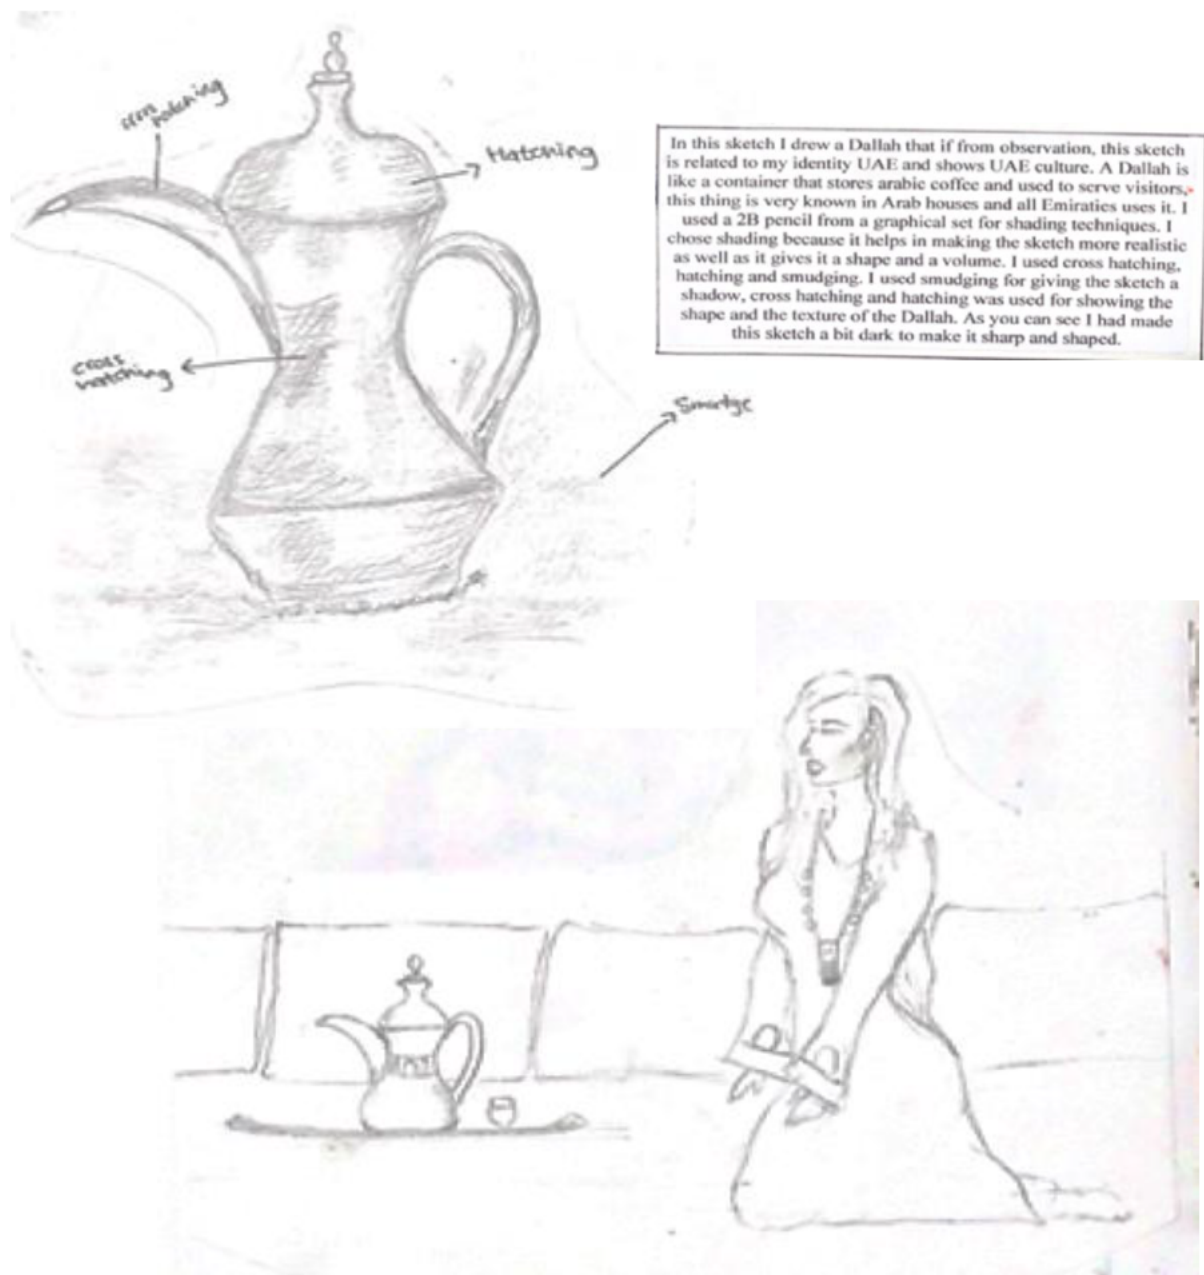 hatching
Hatching
In this sketch I drew a Dallah that if from observation, this sketch
is related to my identity UAE and shows UAE culture. A Dallah is
like a container that stores arabic coffee and used to serve visitors,
this thing is very known in Arab houses and all Emiraties uses it. I
used a 2B pencil from a graphical set for shading techniques. I
chose shading because it helps in making the sketch more realistic
as well as it gives it a shape and a volume. I used cross hatching,
hatching and smudging. I used smudging for giving the sketch a
shadow, cross hatching and hatching was used for showing the
shape and the texture of the Dallah. As you can see I had made
this sketch a bit dark to make it sharp and shaped.
cross
hatching